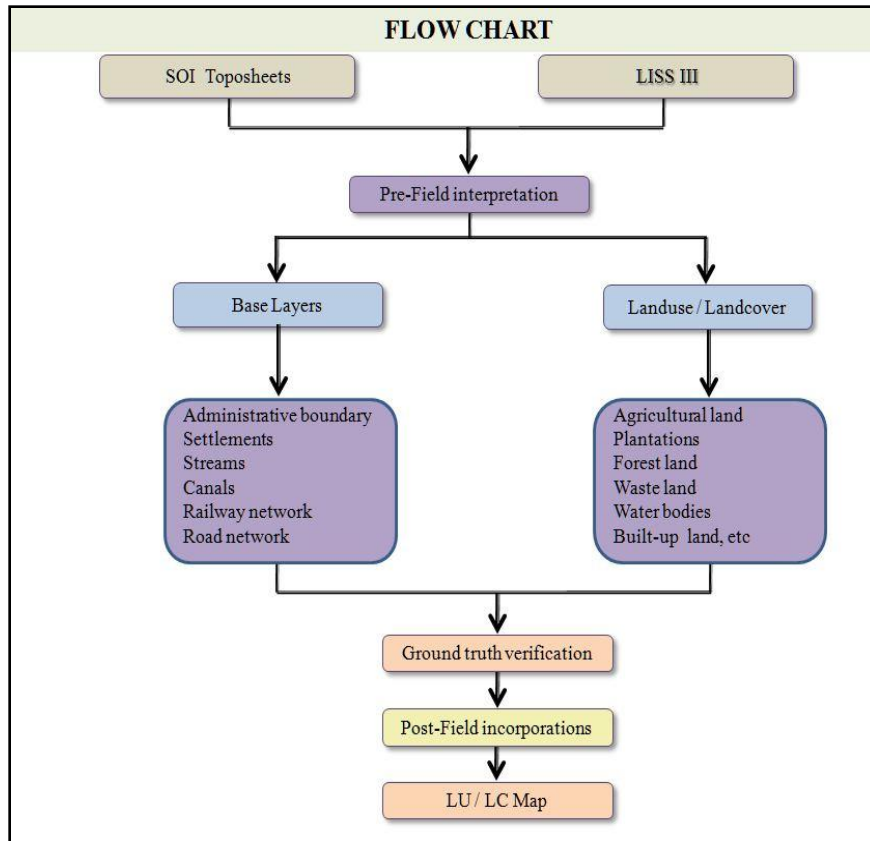 FLOW CHART
SOI Toposheets
LISS III
Pre-Field interpretation
Base Layers
Landuse / Landcover
Administrative boundary
Settlements
Streams
Canals
Railway network
Road network
Agricultural land
Plantations
Forest land
Waste land
Water bodies
Built-up land, etc
Ground truth verification
Post-Field incorporations
LU / LC Map